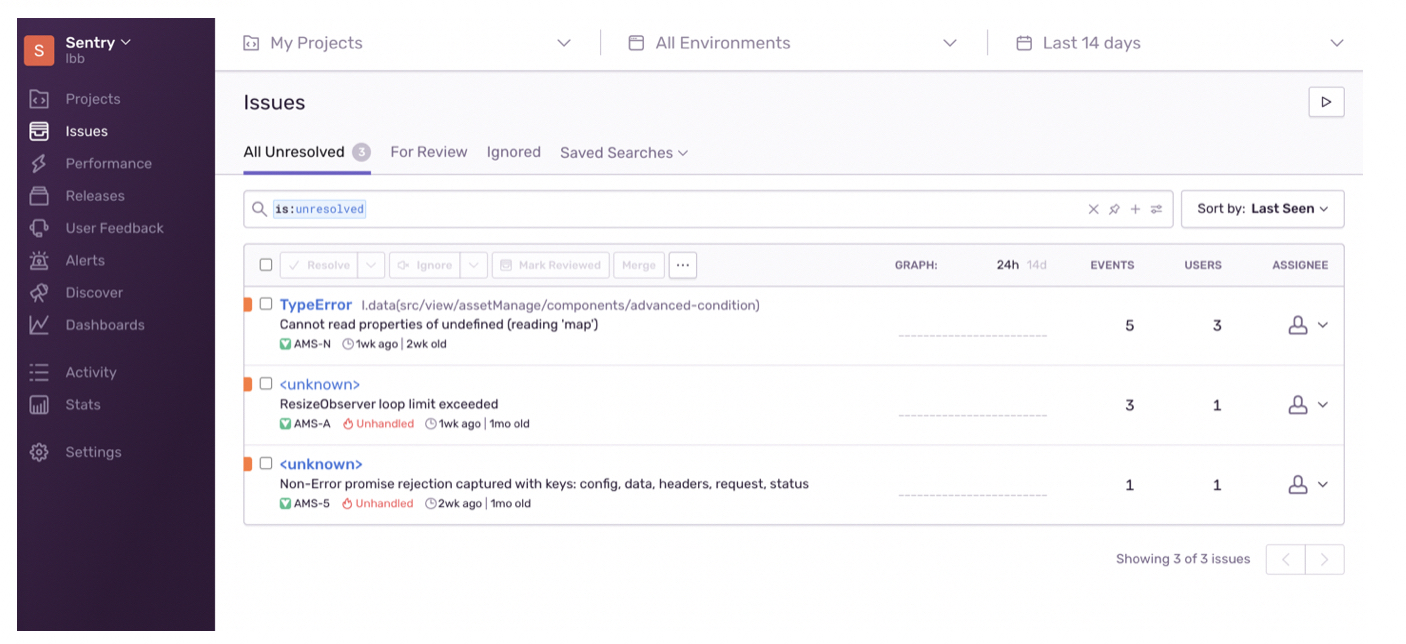 S
Sentry
lbb
Projects
Issues
Performance
Releases
User Feedback
Alerts
Discover
Dashboards
Activity
Stats
Settings
My Projects All Environments Last 14 days
Issues
All Unresolved 3 For Review Ignored Saved Searches
is:unresolved Sort by: Last Seen
Resolve Ignore Mark Reviewed Merge ... GRAPH: 24h 14d EVENTS USERS ASSIGNEE
TypeError l.data(src/view/assetManage/components/advanced-condition)
Cannot read properties of undefined (reading 'map') 5 3
AMS-N 1wk ago | 2wk old
<unknown>
ResizeObserver loop limit exceeded 3 1
AMS-A Unhandled 1wk ago | 1mo old
<unknown>
Non-Error promise rejection captured with keys: config, data, headers, request, status 1 1
AMS-5 Unhandled 2wk ago | 1mo old
Showing 3 of 3 issues